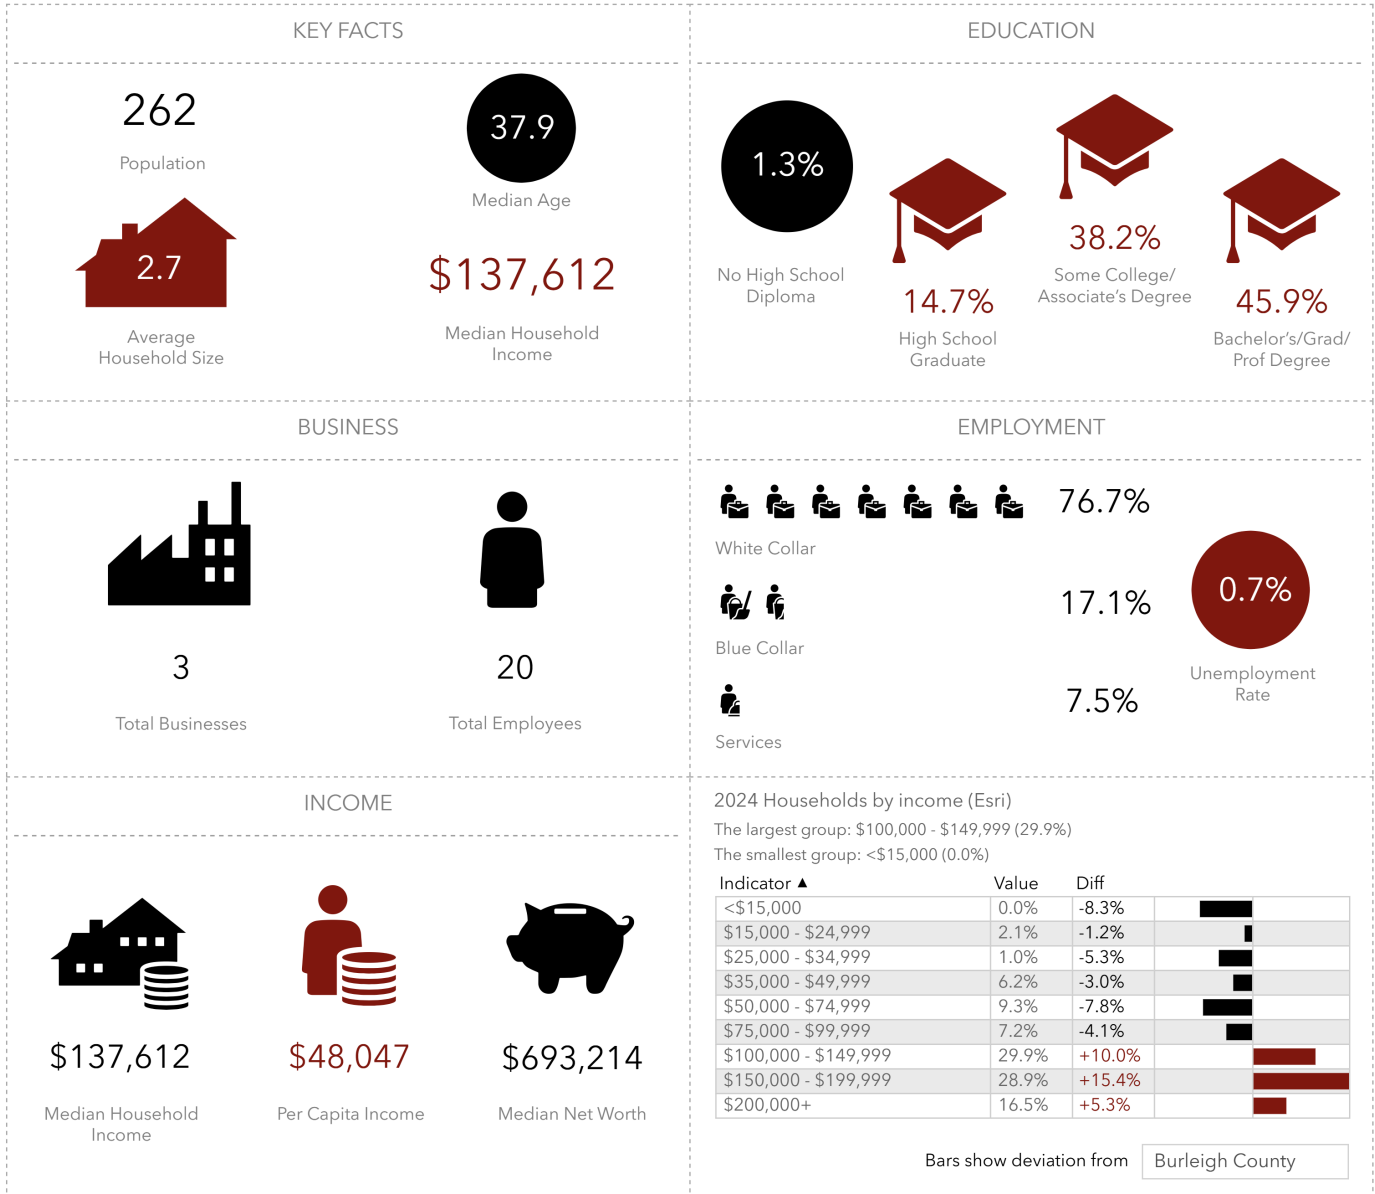 KEY FACTS
262
Population
37.9
Median Age
2.7
Average
Household Size
$137,612
Median Household
Income
EDUCATION
1.3%
No High School
Diploma
14.7%
High School
Graduate
38.2%
Some College/
Associate's Degree
45.9%
Bachelor's/Grad/
Prof Degree
BUSINESS
3
Total Businesses
20
Total Employees
EMPLOYMENT
76.7%
White Collar
17.1%
Blue Collar
7.5%
Services
0.7%
Unemployment
Rate
INCOME
$137,612
Median Household
Income
$48,047
Per Capita Income
$693,214
Median Net Worth
2024 Households by income (Esri)
The largest group: $100,000 - $149,999 (29.9%)
The smallest group: <$15,000 (0.0%)
Indicator ▲ Value Diff
<$15,000 0.0% -8.3%
$15,000 - $24,999 2.1% -1.2%
$25,000 - $34,999 1.0% -5.3%
$35,000 - $49,999 6.2% -3.0%
$50,000 - $74,999 9.3% -7.8%
$75,000 - $99,999 7.2% -4.1%
$100,000 - $149,999 29.9% +10.0%
$150,000 - $199,999 28.9% +15.4%
$200,000+ 16.5% +5.3%
Bars show deviation from Burleigh County